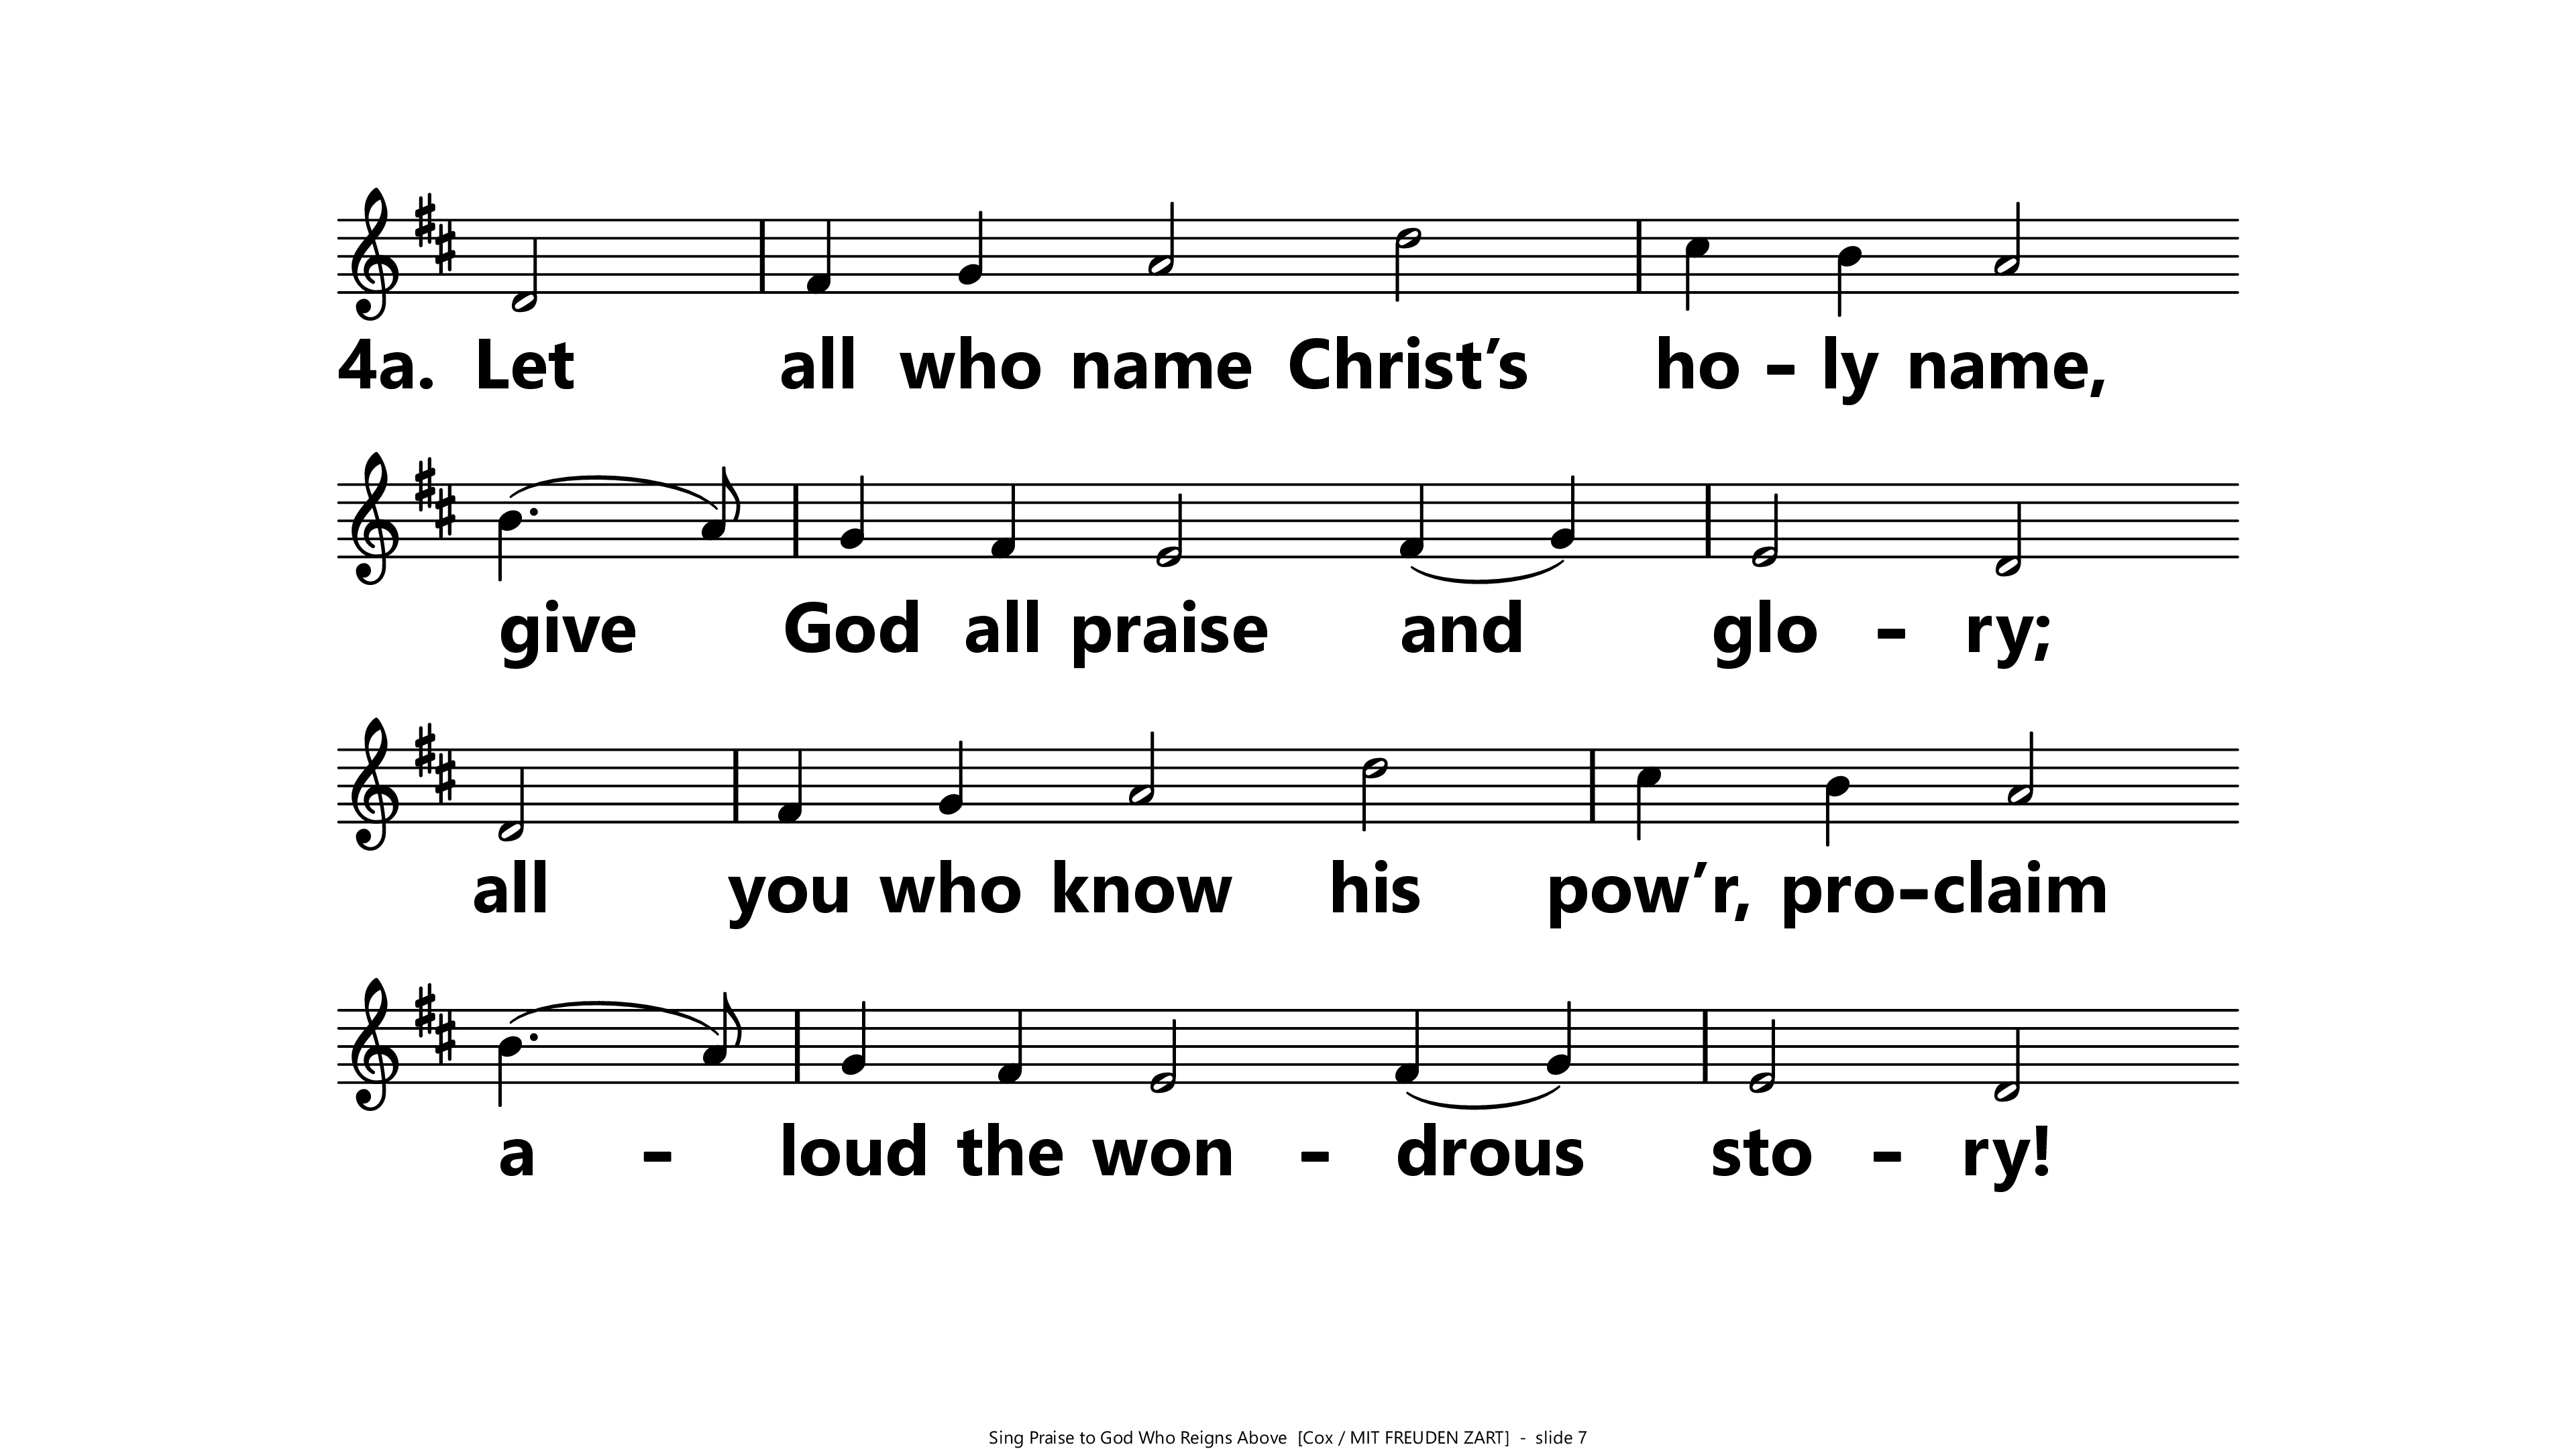 4a. Let all who name Christ’s ho - ly name,
give God all praise and glo - ry;
all you who know his pow’r, pro-claim
a - loud the won - drous sto - ry!
Sing Praise to God Who Reigns Above [Cox / MIT FREUDEN ZART] - slide 7